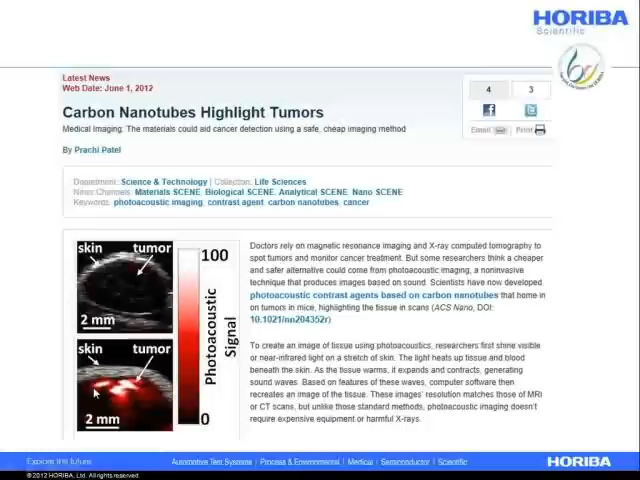 HORIBA
Scientific
Latest News
Web Date: June 1, 2012
4 3
Carbon Nanotubes Highlight Tumors
Medical Imaging: The materials could aid cancer detection using a safe, cheap imaging method
Email Print
By Prachi Patel
Department: Science & Technology | Collection: Life Sciences
News Channels: Materials SCENE, Biological SCENE, Analytical SCENE, Nano SCENE
Keywords: photoacoustic imaging, contrast agent, carbon nanotubes, cancer
skin tumor
2 mm
skin tumor
2 mm
100
Photoacoustic
Signal
0
Doctors rely on magnetic resonance imaging and X-ray computed tomography to
spot tumors and monitor cancer treatment. But some researchers think a cheaper
and safer alternative could come from photoacoustic imaging, a noninvasive
technique that produces images based on sound. Scientists have now developed
photoacoustic contrast agents based on carbon nanotubes that home in
on tumors in mice, highlighting the tissue in scans (ACS Nano, DOI:
10.1021/nn204352r)
To create an image of tissue using photoacoustics, researchers first shine visible
or near-infrared light on a stretch of skin. The light heats up tissue and blood
beneath the skin. As the tissue warms, it expands and contracts, generating
sound waves. Based on features of these waves, computer software then
recreates an image of the tissue. These images' resolution matches those of MRI
or CT scans, but unlike those standard methods, photoacoustic imaging doesn't
require expensive equipment or harmful X-rays.
Explore the future
Automotive Test Systems | Process & Environmental | Medical | Semiconductor | Scientific
HORIBA
© 2012 HORIBA, Ltd. All rights reserved